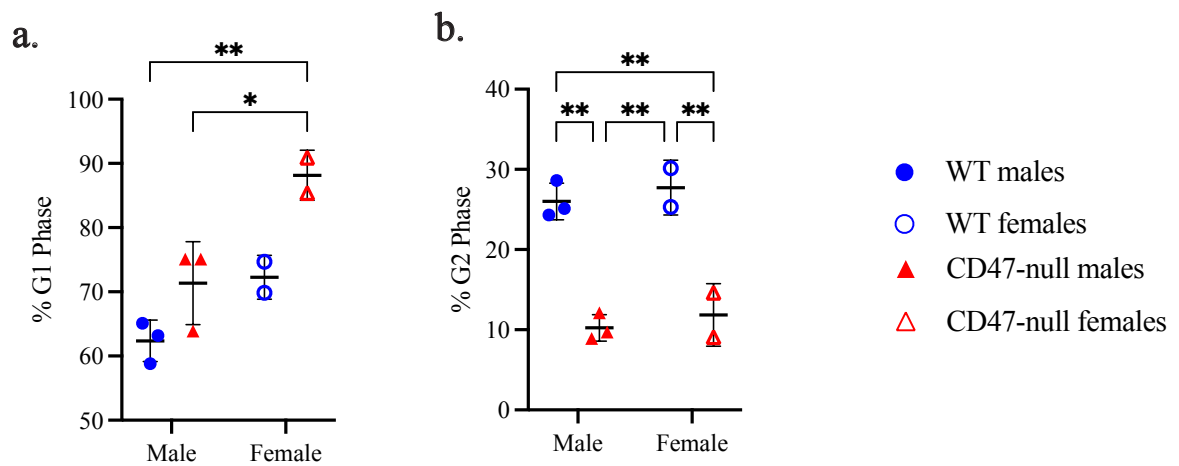 a.
**
*
100
90
80
70
60
50
% G1 Phase
Male
Female
b.
**
** ** **
40
30
20
10
0
% G2 Phase
Male
Female
WT males
WT females
CD47-null males
CD47-null females